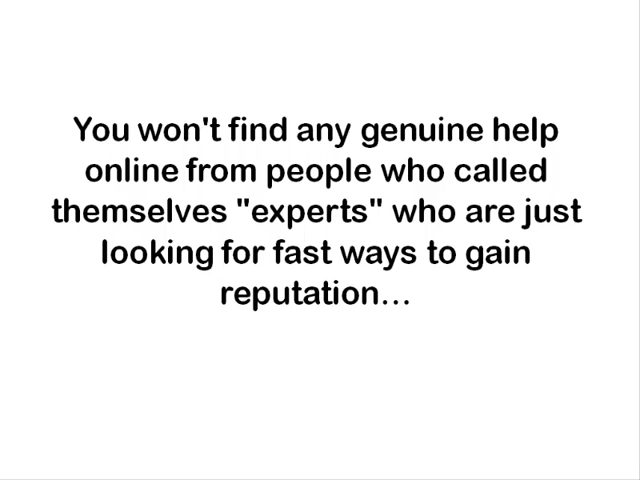 You won't find any genuine help
online from people who called
themselves "experts" who are just
looking for fast ways to gain
reputation...